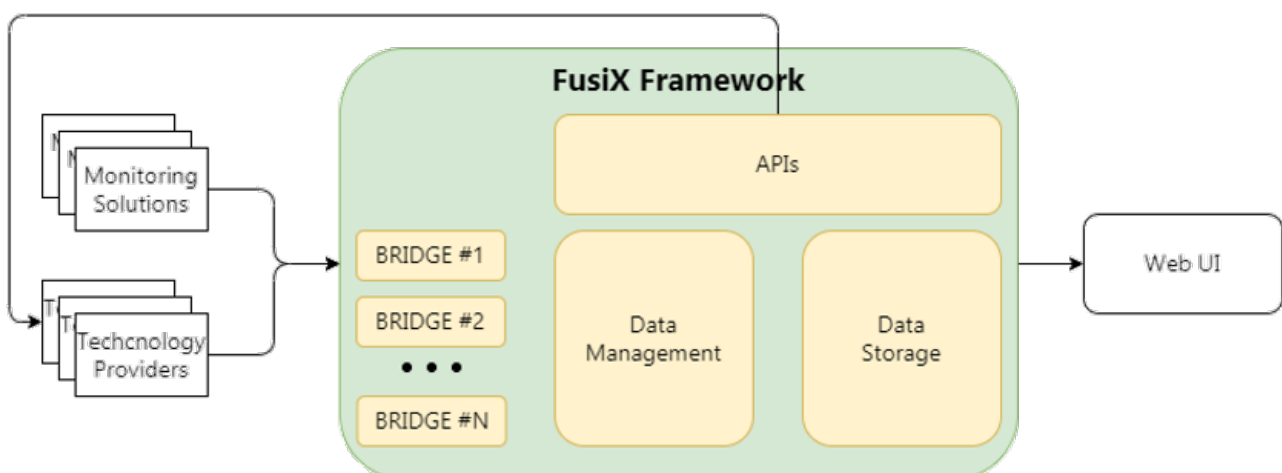 FusiX Framework
APIs
Monitoring
Solutions
BRIDGE #1
Web UI
Techcnology
Providers
BRIDGE #2
Data
Management
Data
Storage
BRIDGE #N